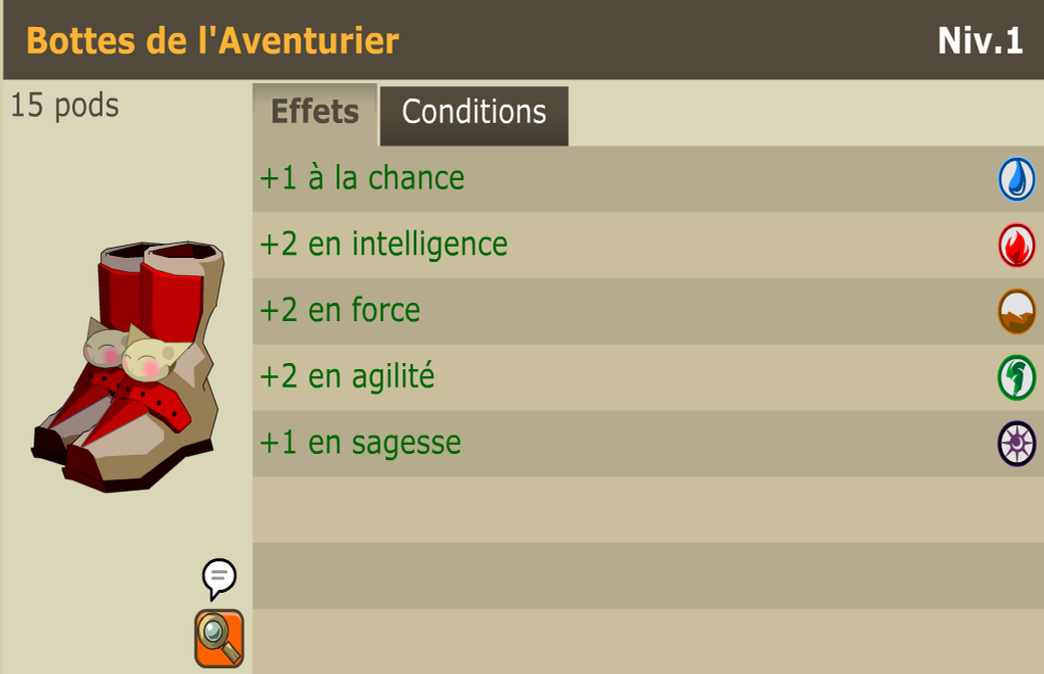 Bottes de l'Aventurier
Niv.1
15 pods
Effets
Conditions
+1 à la chance
+2 en intelligence
+2 en force
+2 en agilité
+1 en sagesse